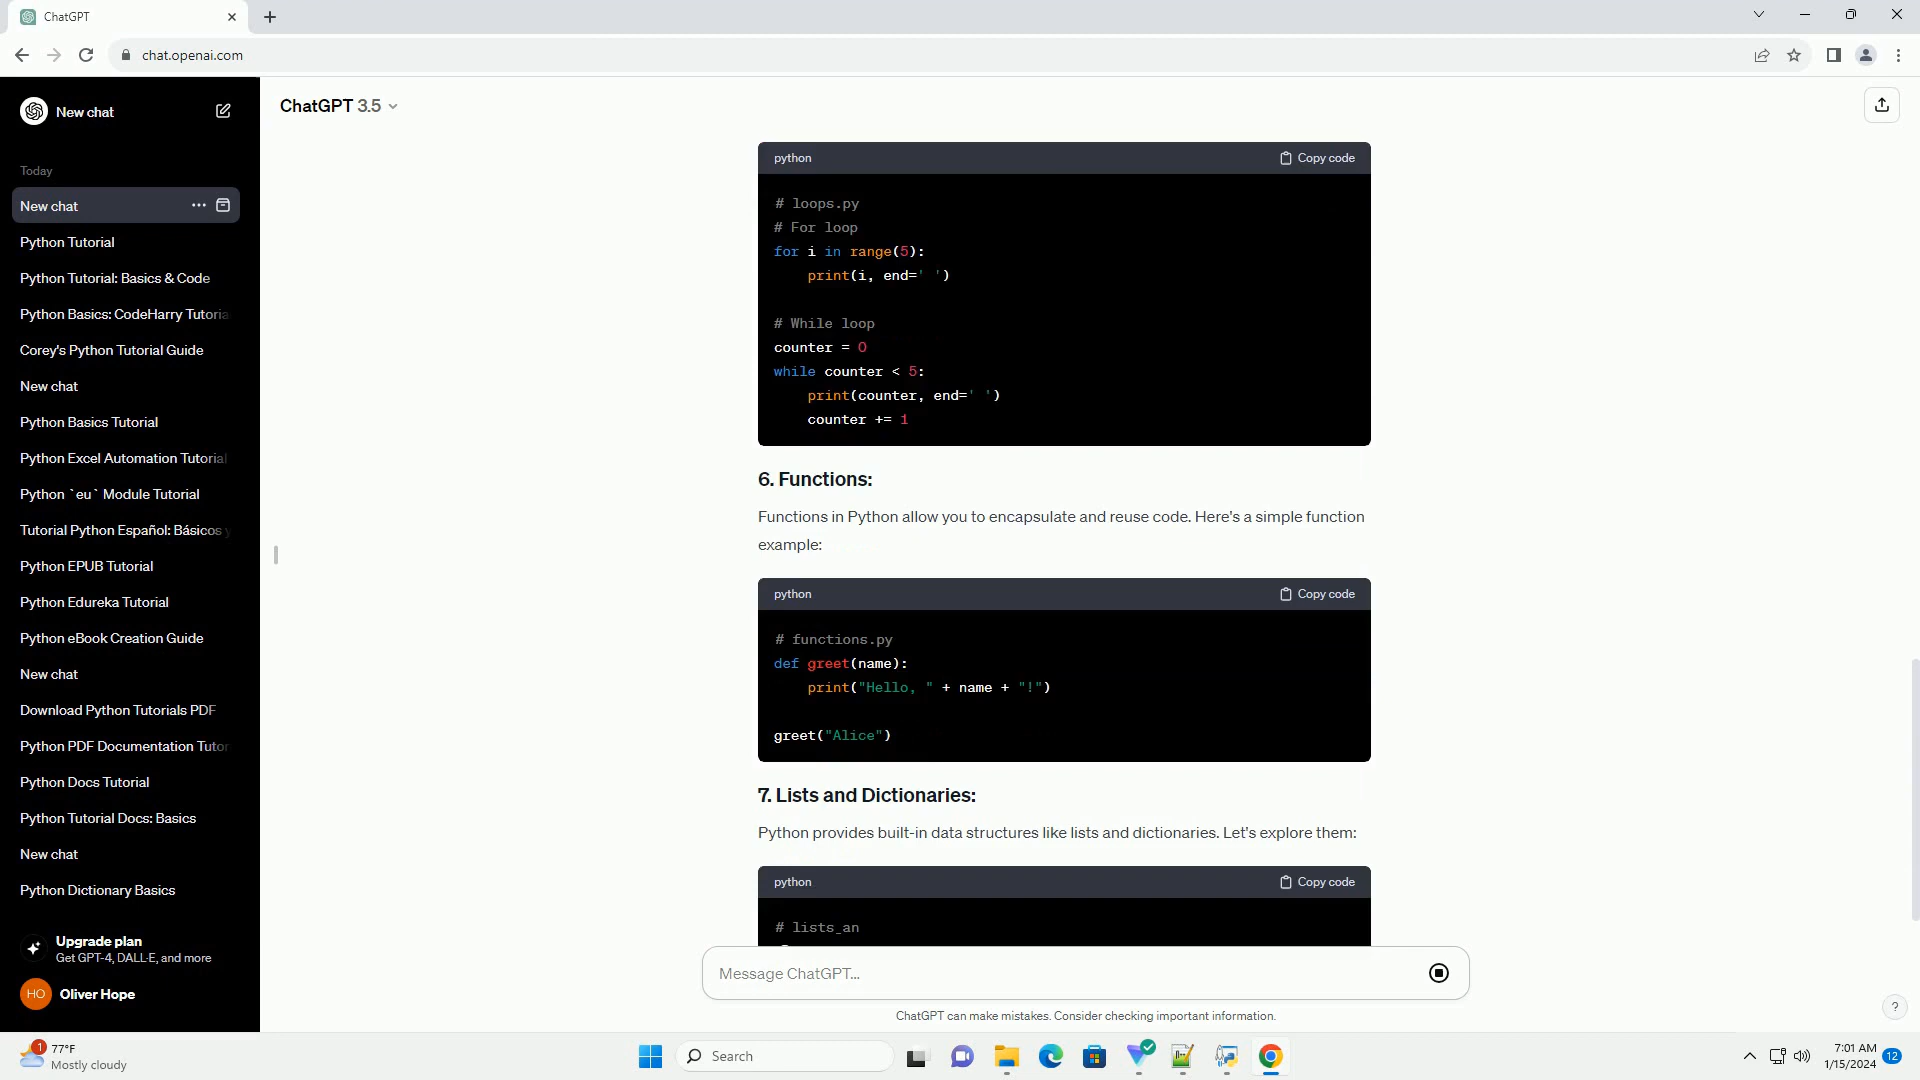 ChatGPT
chat.openai.com
New chat
ChatGPT 3.5
Today
New chat
Python Tutorial
Python Tutorial: Basics & Code
Python Basics: CodeHarry Tutoria
Corey's Python Tutorial Guide
New chat
Python Basics Tutorial
Python Excel Automation Tutorial
Python `eu` Module Tutorial
Tutorial Python Español: Básicos y
Python EPUB Tutorial
Python Edureka Tutorial
Python eBook Creation Guide
New chat
Download Python Tutorials PDF
Python PDF Documentation Tutor
Python Docs Tutorial
Python Tutorial Docs: Basics
New chat
Python Dictionary Basics
Upgrade plan
Get GPT-4, DALL·E, and more
HO Oliver Hope
python Copy code
# loops.py
# For loop
for i in range(5):
    print(i, end=' ')
# While loop
counter = 0
while counter < 5:
    print(counter, end=' ')
    counter += 1
6. Functions:
Functions in Python allow you to encapsulate and reuse code. Here's a simple function
example:
python Copy code
# functions.py
def greet(name):
    print("Hello, " + name + "!")
greet("Alice")
7. Lists and Dictionaries:
Python provides built-in data structures like lists and dictionaries. Let's explore them:
python Copy code
# lists_an
Message ChatGPT...
ChatGPT can make mistakes. Consider checking important information.
?
1
77°F
Mostly cloudy
Search
7:01 AM
1/15/2024
12